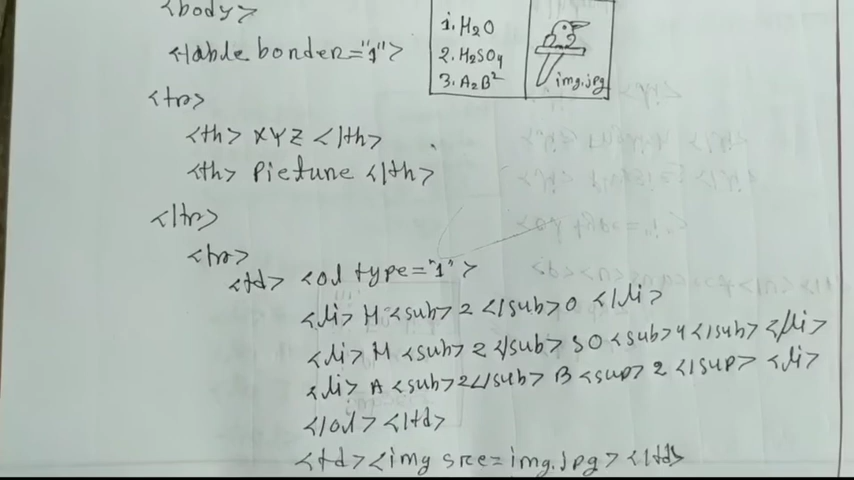 <body>
<table border="1">
1. H₂O
2. H₂SO₄
3. A₂B²
img.jpg
<tr>
<th> XYZ </th>
<th> Picture </th>
</tr>
<tr>
<td> <ol type="1">
<li> H <sub> 2 </sub> O </li>
<li> H <sub> 2 </sub> SO <sub> 4 </sub> </li>
<li> A <sub> 2 </sub> B <sup> 2 </sup> <li>
</ol> </td>
<td><img src=img.jpg> </td>